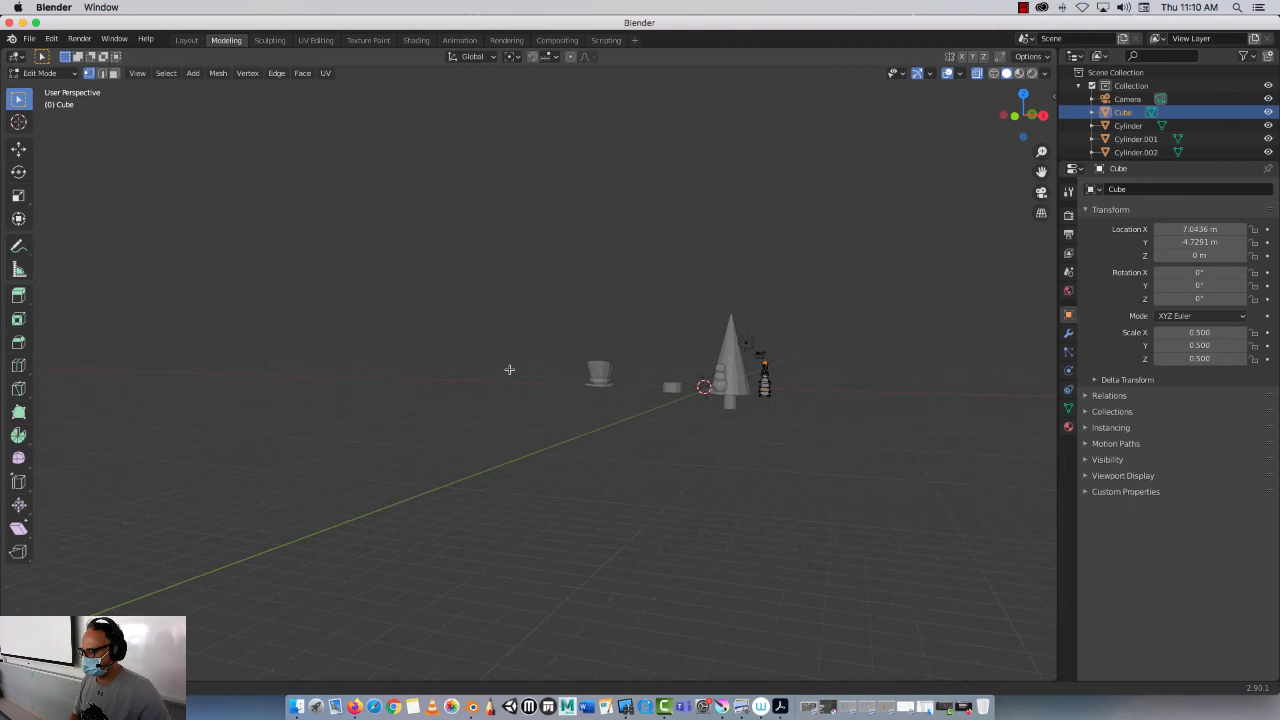 Blender Window Thu 11:10 AM
Blender
File Edit Render Window Help Layout Modeling Sculpting UV Editing Texture Paint Shading Animation Rendering Compositing Scripting + Scene View Layer
Global Options
Edit Mode View Select Add Mesh Vertex Edge Face UV
User Perspective
(0) Cube
Z
X
Y
Z
Scene Collection
Collection
Camera
Cube
Cylinder
Cylinder.001
Cylinder.002
Cube
Cube
Transform
Location X 7.0436 m
Y -4.7291 m
Z 0 m
Rotation X 0°
Y 0°
Z 0°
Mode XYZ Euler
Scale X 0.500
Y 0.500
Z 0.500
Delta Transform
Relations
Collections
Instancing
Motion Paths
Visibility
Viewport Display
Custom Properties
2.90.1